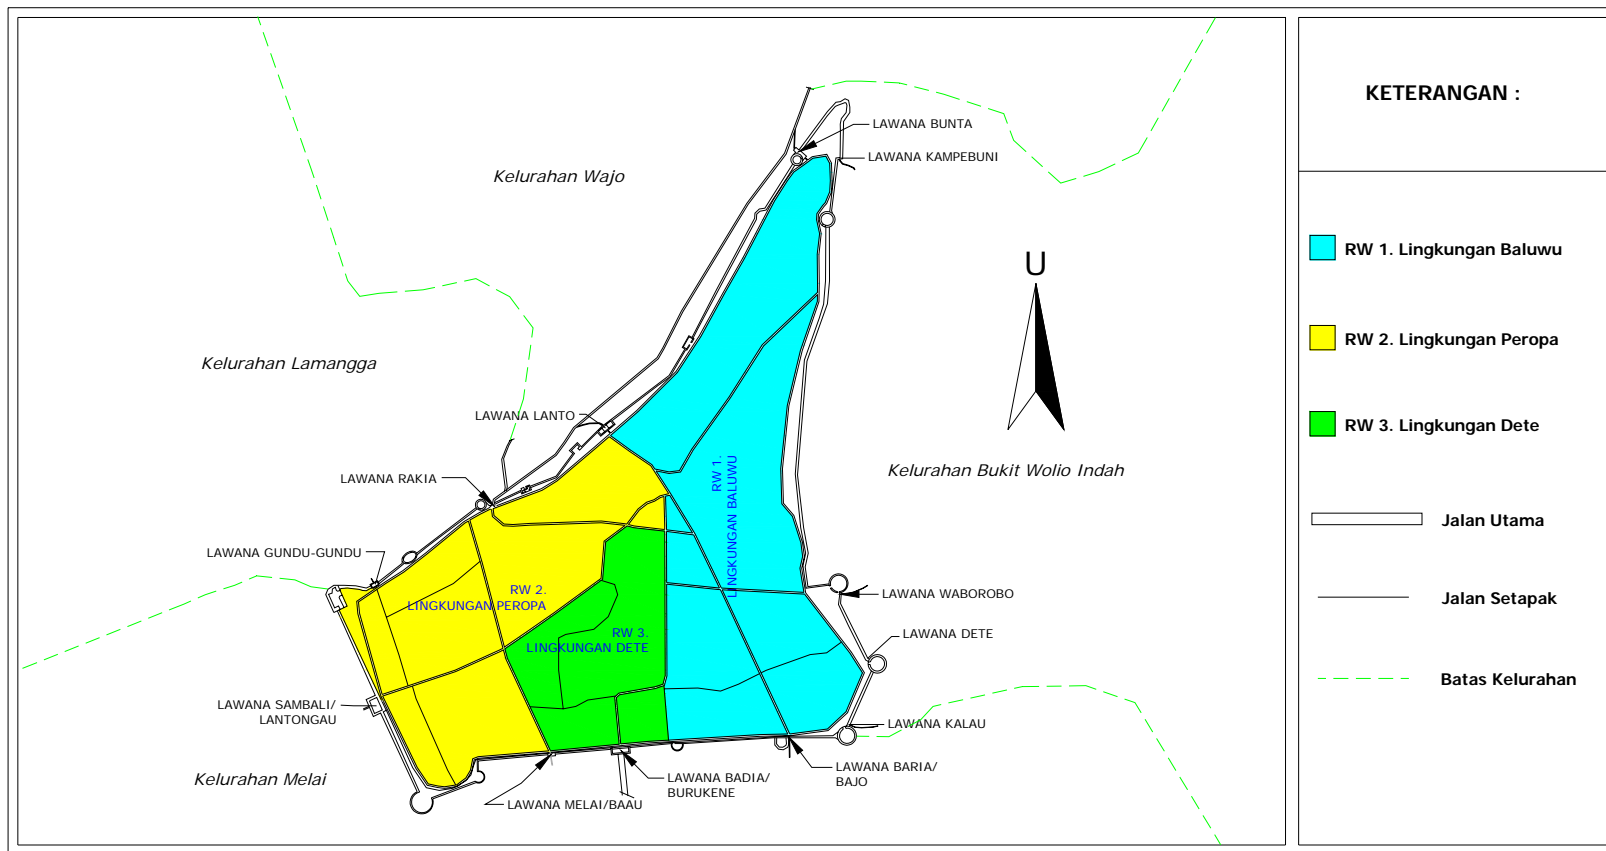 LAWANA BUNTA
LAWANA KAMPEBUNI
Kelurahan Wajo
U
Kelurahan Lamangga
LAWANA LANTO
LAWANA RAKIA
RW 1.
LINGKUNGAN BALUWU
Kelurahan Bukit Wolio Indah
LAWANA GUNDU-GUNDU
RW 2.
LINGKUNGAN PEROPA
LAWANA WABOROBO
RW 3.
LINGKUNGAN DETE
LAWANA DETE
LAWANA SAMBALI/
LANTONGAU
LAWANA KALAU
Kelurahan Melai
LAWANA BADIA/
BURUKENE
LAWANA BARIA/
BAJO
LAWANA MELAI/BAAU
KETERANGAN :
RW 1. Lingkungan Baluwu
RW 2. Lingkungan Peropa
RW 3. Lingkungan Dete
Jalan Utama
Jalan Setapak
Batas Kelurahan